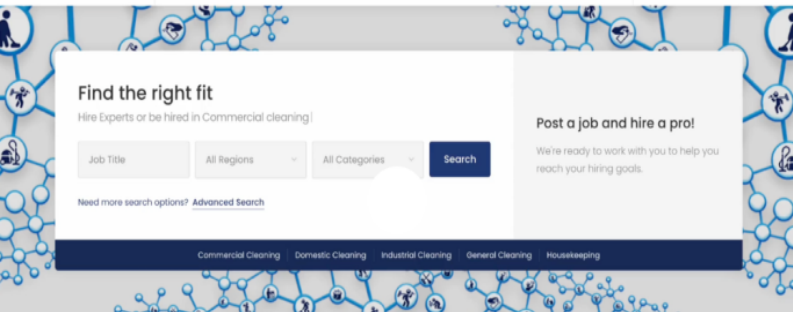 Find the right fit
Hire Experts or be hired in Commercial cleaning|
Job Title
All Regions
All Categories
Search
Need more search options? Advanced Search
Post a job and hire a pro!
We're ready to work with you to help you
reach your hiring goals.
Commercial Cleaning
Domestic Cleaning
Industrial Cleaning
General Cleaning
Housekeeping